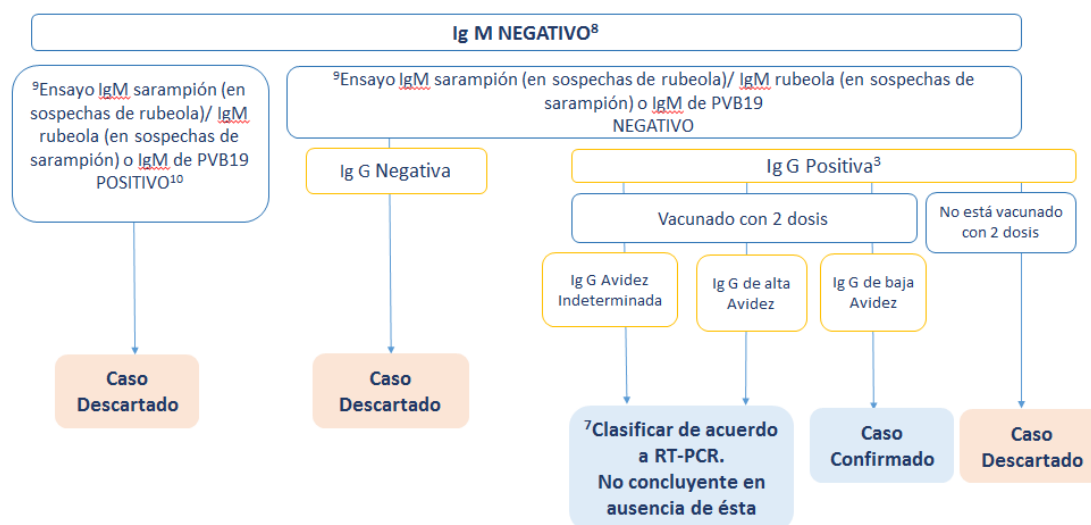 Ig M NEGATIVO⁸
⁹Ensayo IgM sarampión (en
sospechas de rubeola)/ IgM
rubeola (en sospechas de
sarampión) o IgM de PVB19
POSITIVO¹⁰
⁹Ensayo IgM sarampión (en sospechas de rubeola)/ IgM rubeola (en sospechas de
sarampión) o IgM de PVB19
NEGATIVO
Ig G Negativa
Ig G Positiva³
Vacunado con 2 dosis
No está vacunado
con 2 dosis
Ig G Avidez
Indeterminada
Ig G de alta
Avidez
Ig G de baja
Avidez
Caso
Descartado
Caso
Descartado
⁷Clasificar de acuerdo
a RT-PCR.
No concluyente en
ausencia de ésta
Caso
Confirmado
Caso
Descartado